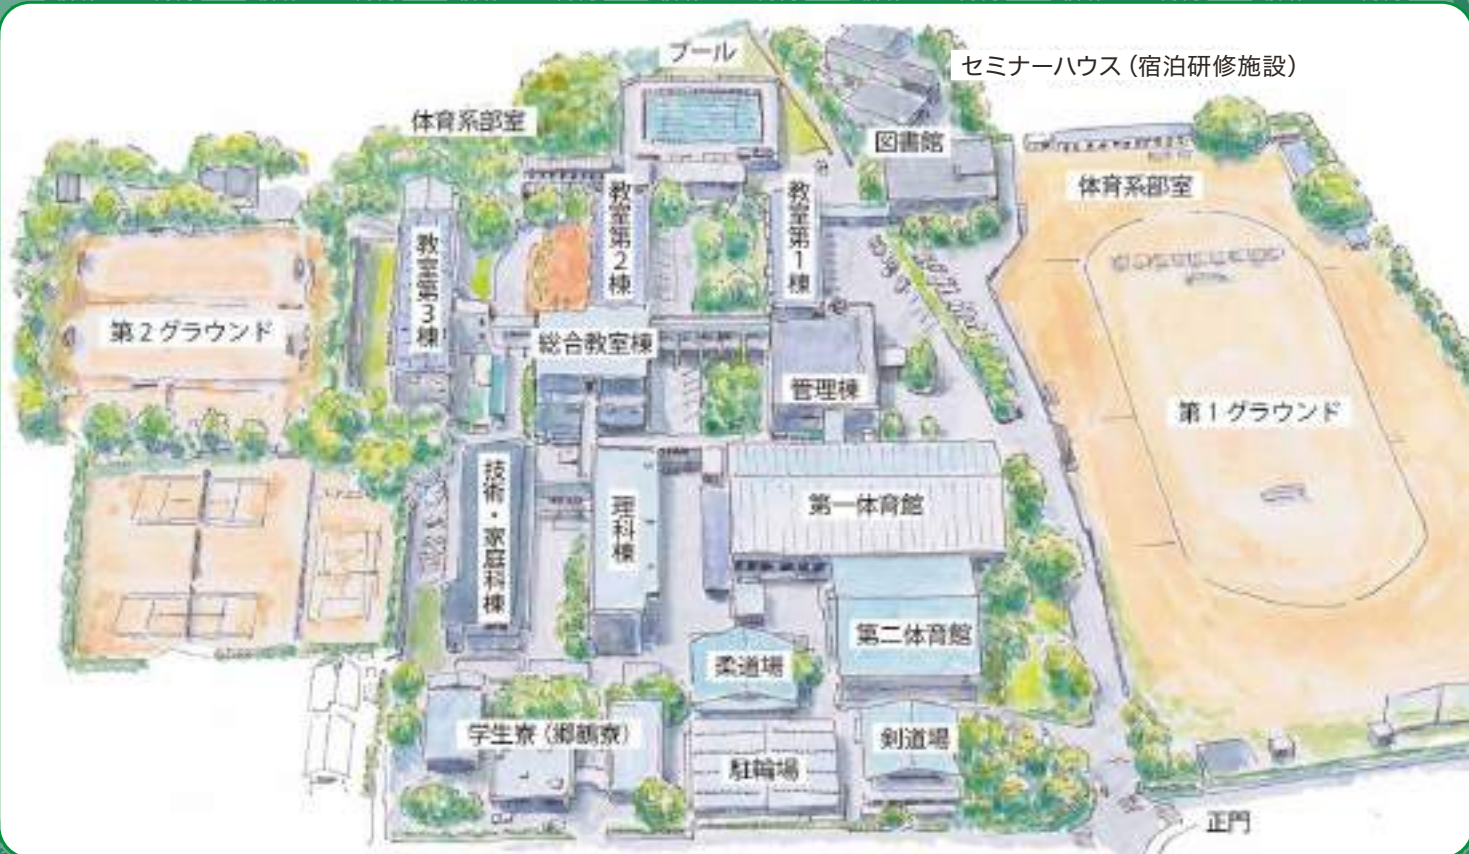 プール
セミナーハウス（宿泊研修施設）
体育系部室
図書館
体育系部室
教室第2棟
教室第1棟
教室第3棟
第2グラウンド
総合教室棟
管理棟
第1グラウンド
技術・家庭科棟
理科棟
第一体育館
第二体育館
柔道場
学生寮（郷鶴寮）
剣道場
駐輪場
正門